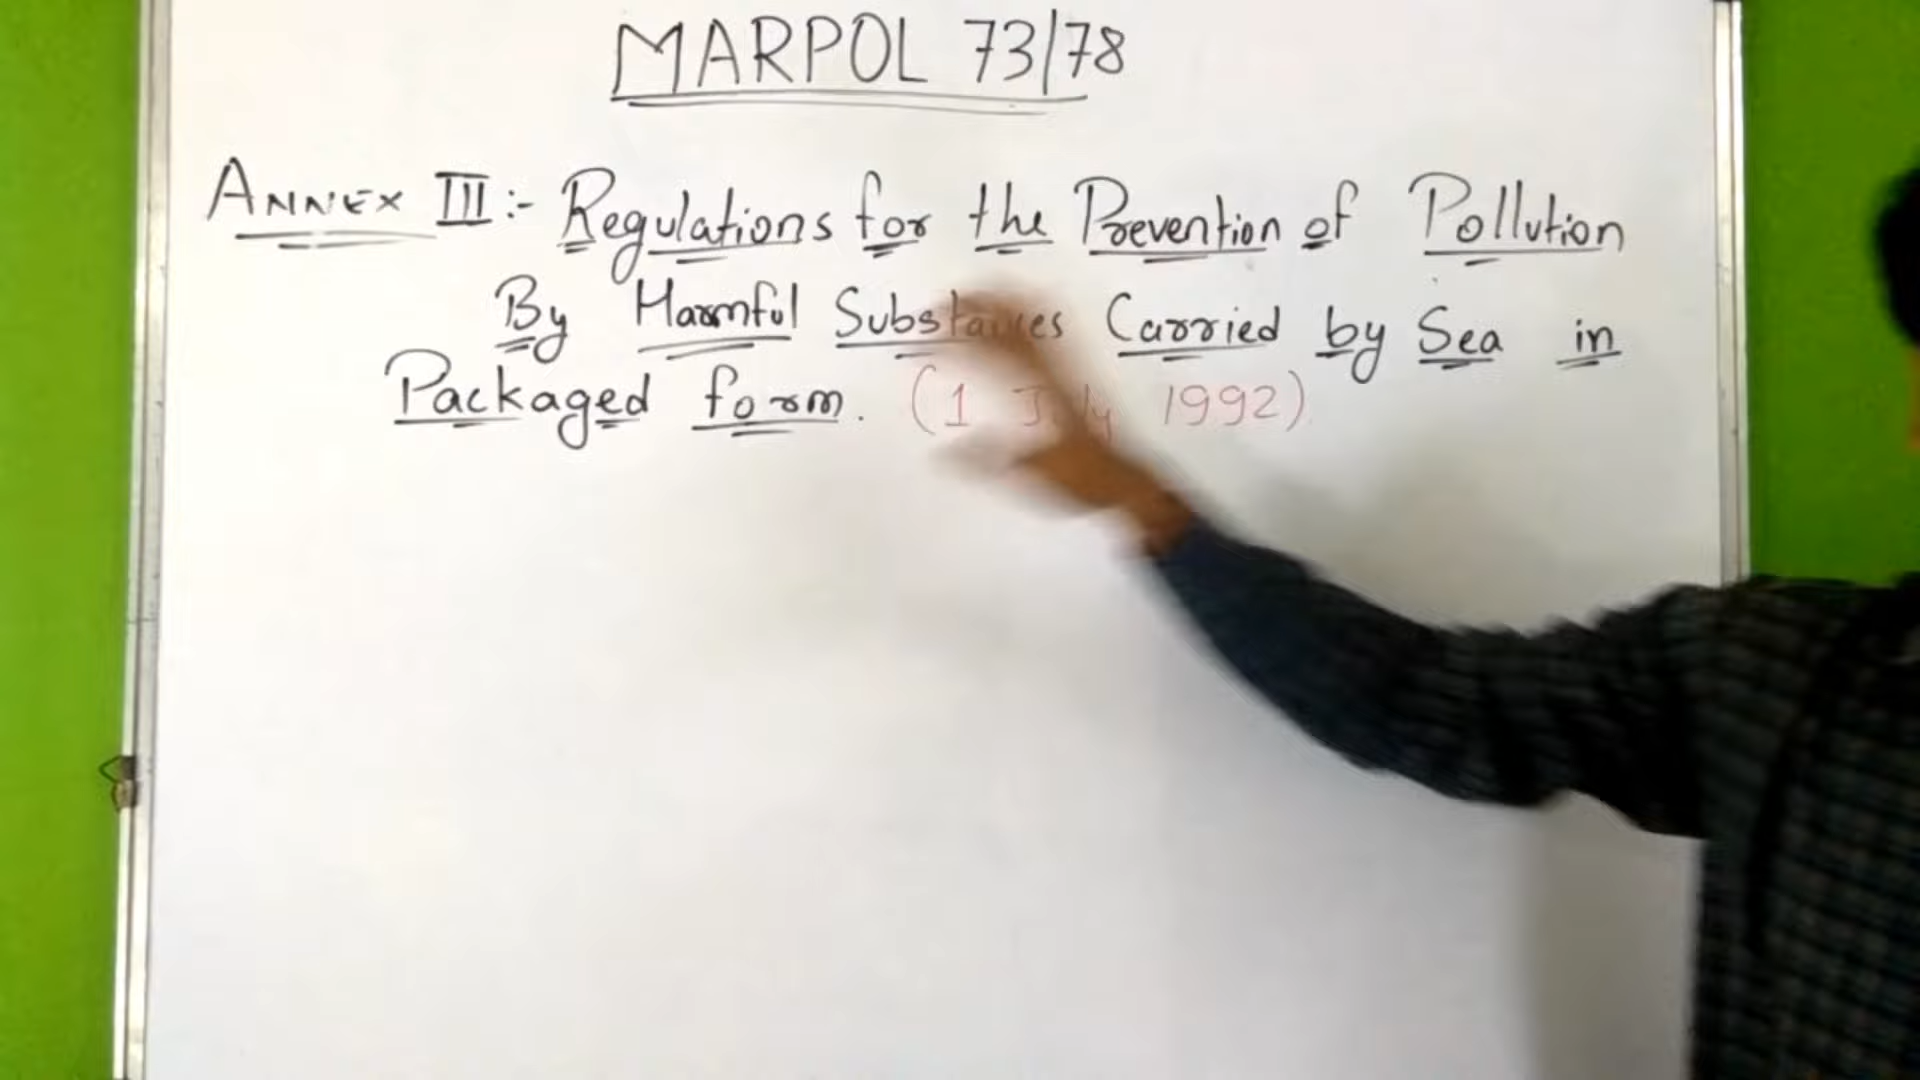 MARPOL 73/78
ANNEX III:- Regulations for the Prevention of Pollution
By Harmful Substances Carried by Sea in
Packaged form. (1 July 1992)